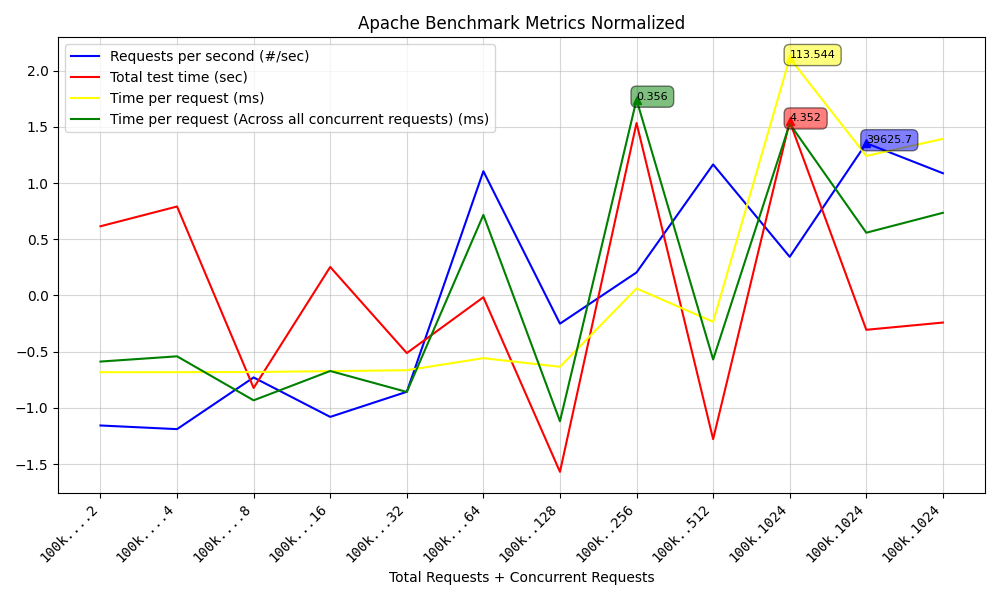 Apache Benchmark Metrics Normalized
Requests per second (#/sec)
Total test time (sec)
Time per request (ms)
Time per request (Across all concurrent requests) (ms)
113.544
0.356
4.352
39625.7
2.0
1.5
1.0
0.5
0.0
−0.5
−1.0
−1.5
100k....2
100k....4
100k....8
100k...16
100k...32
100k...64
100k..128
100k..256
100k..512
100k.1024
100k.1024
100k.1024
Total Requests + Concurrent Requests